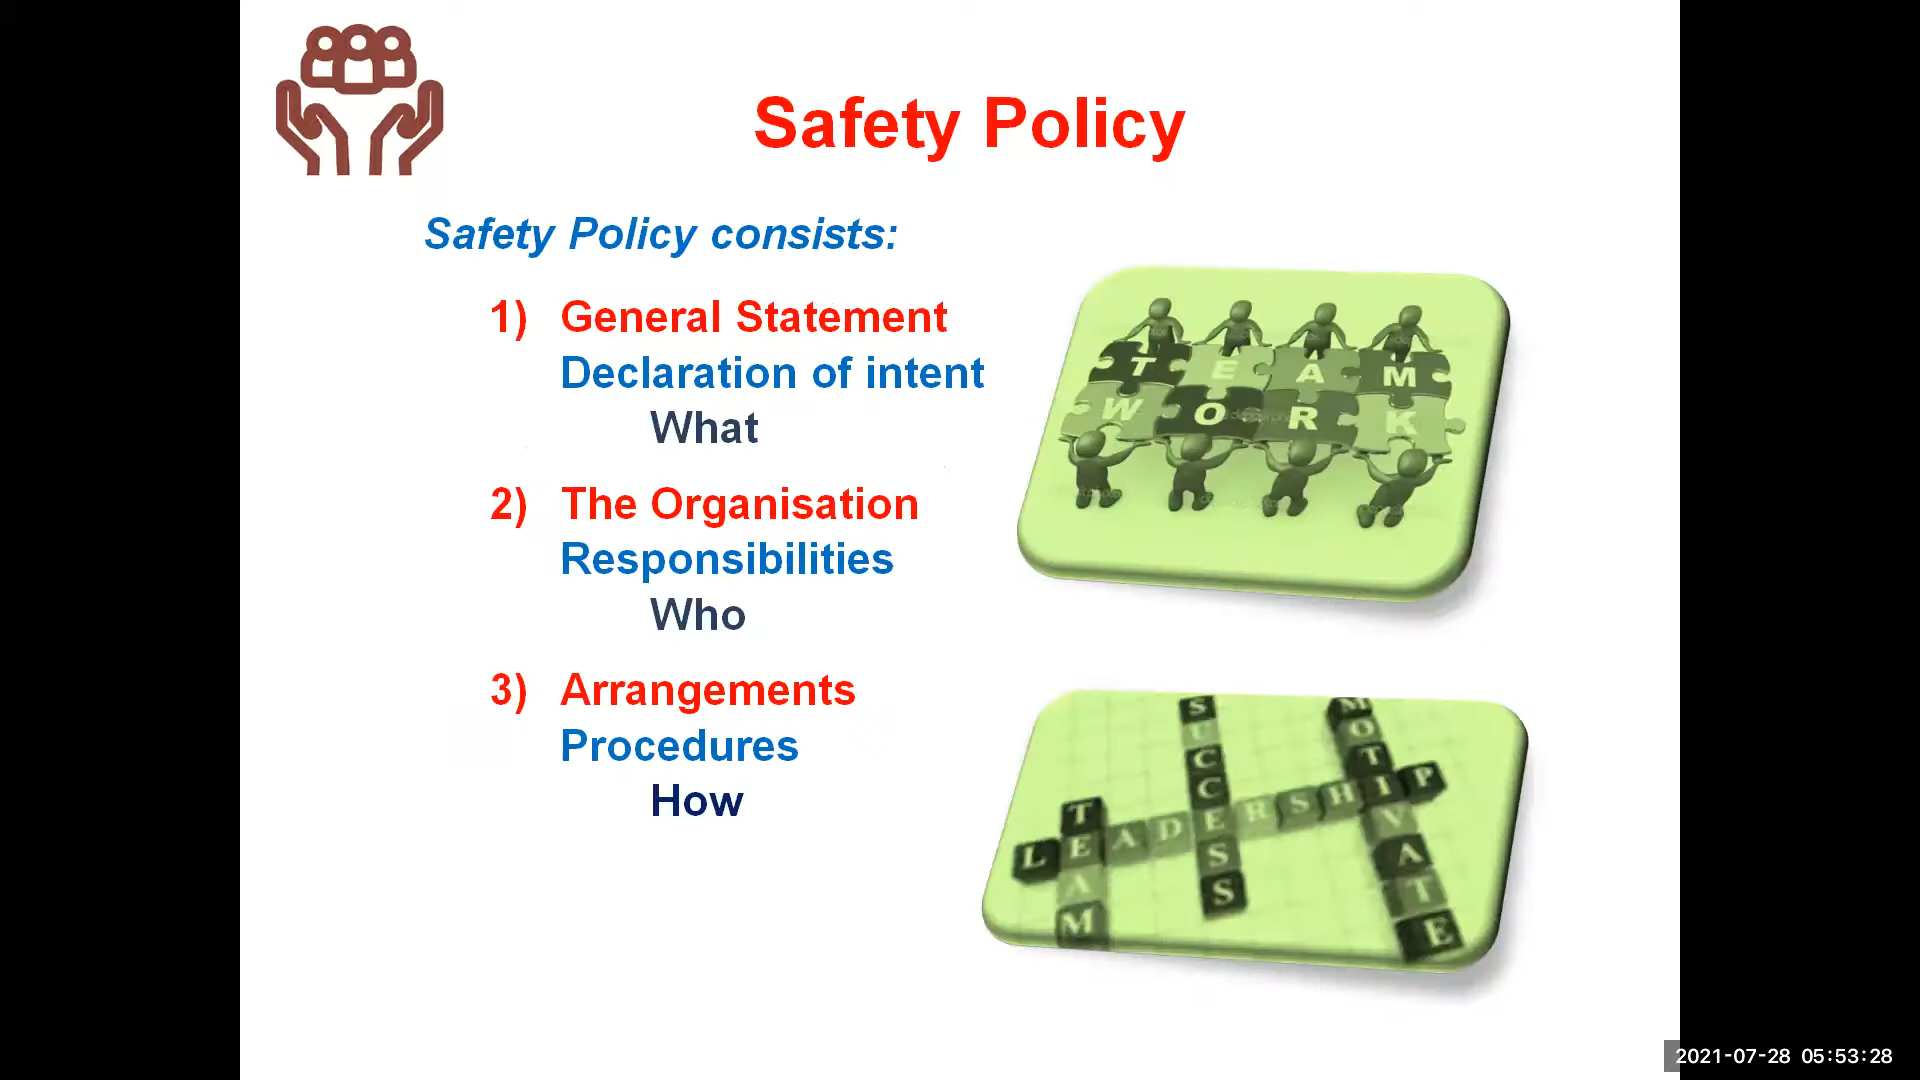 Safety Policy
Safety Policy consists:
1) General Statement
Declaration of intent
What
2) The Organisation
Responsibilities
Who
3) Arrangements
Procedures
How
TEAM
WORK
SUCCESS
MOTIVATE
LEADERSHIP
TEAM
2021-07-28 05:53:28